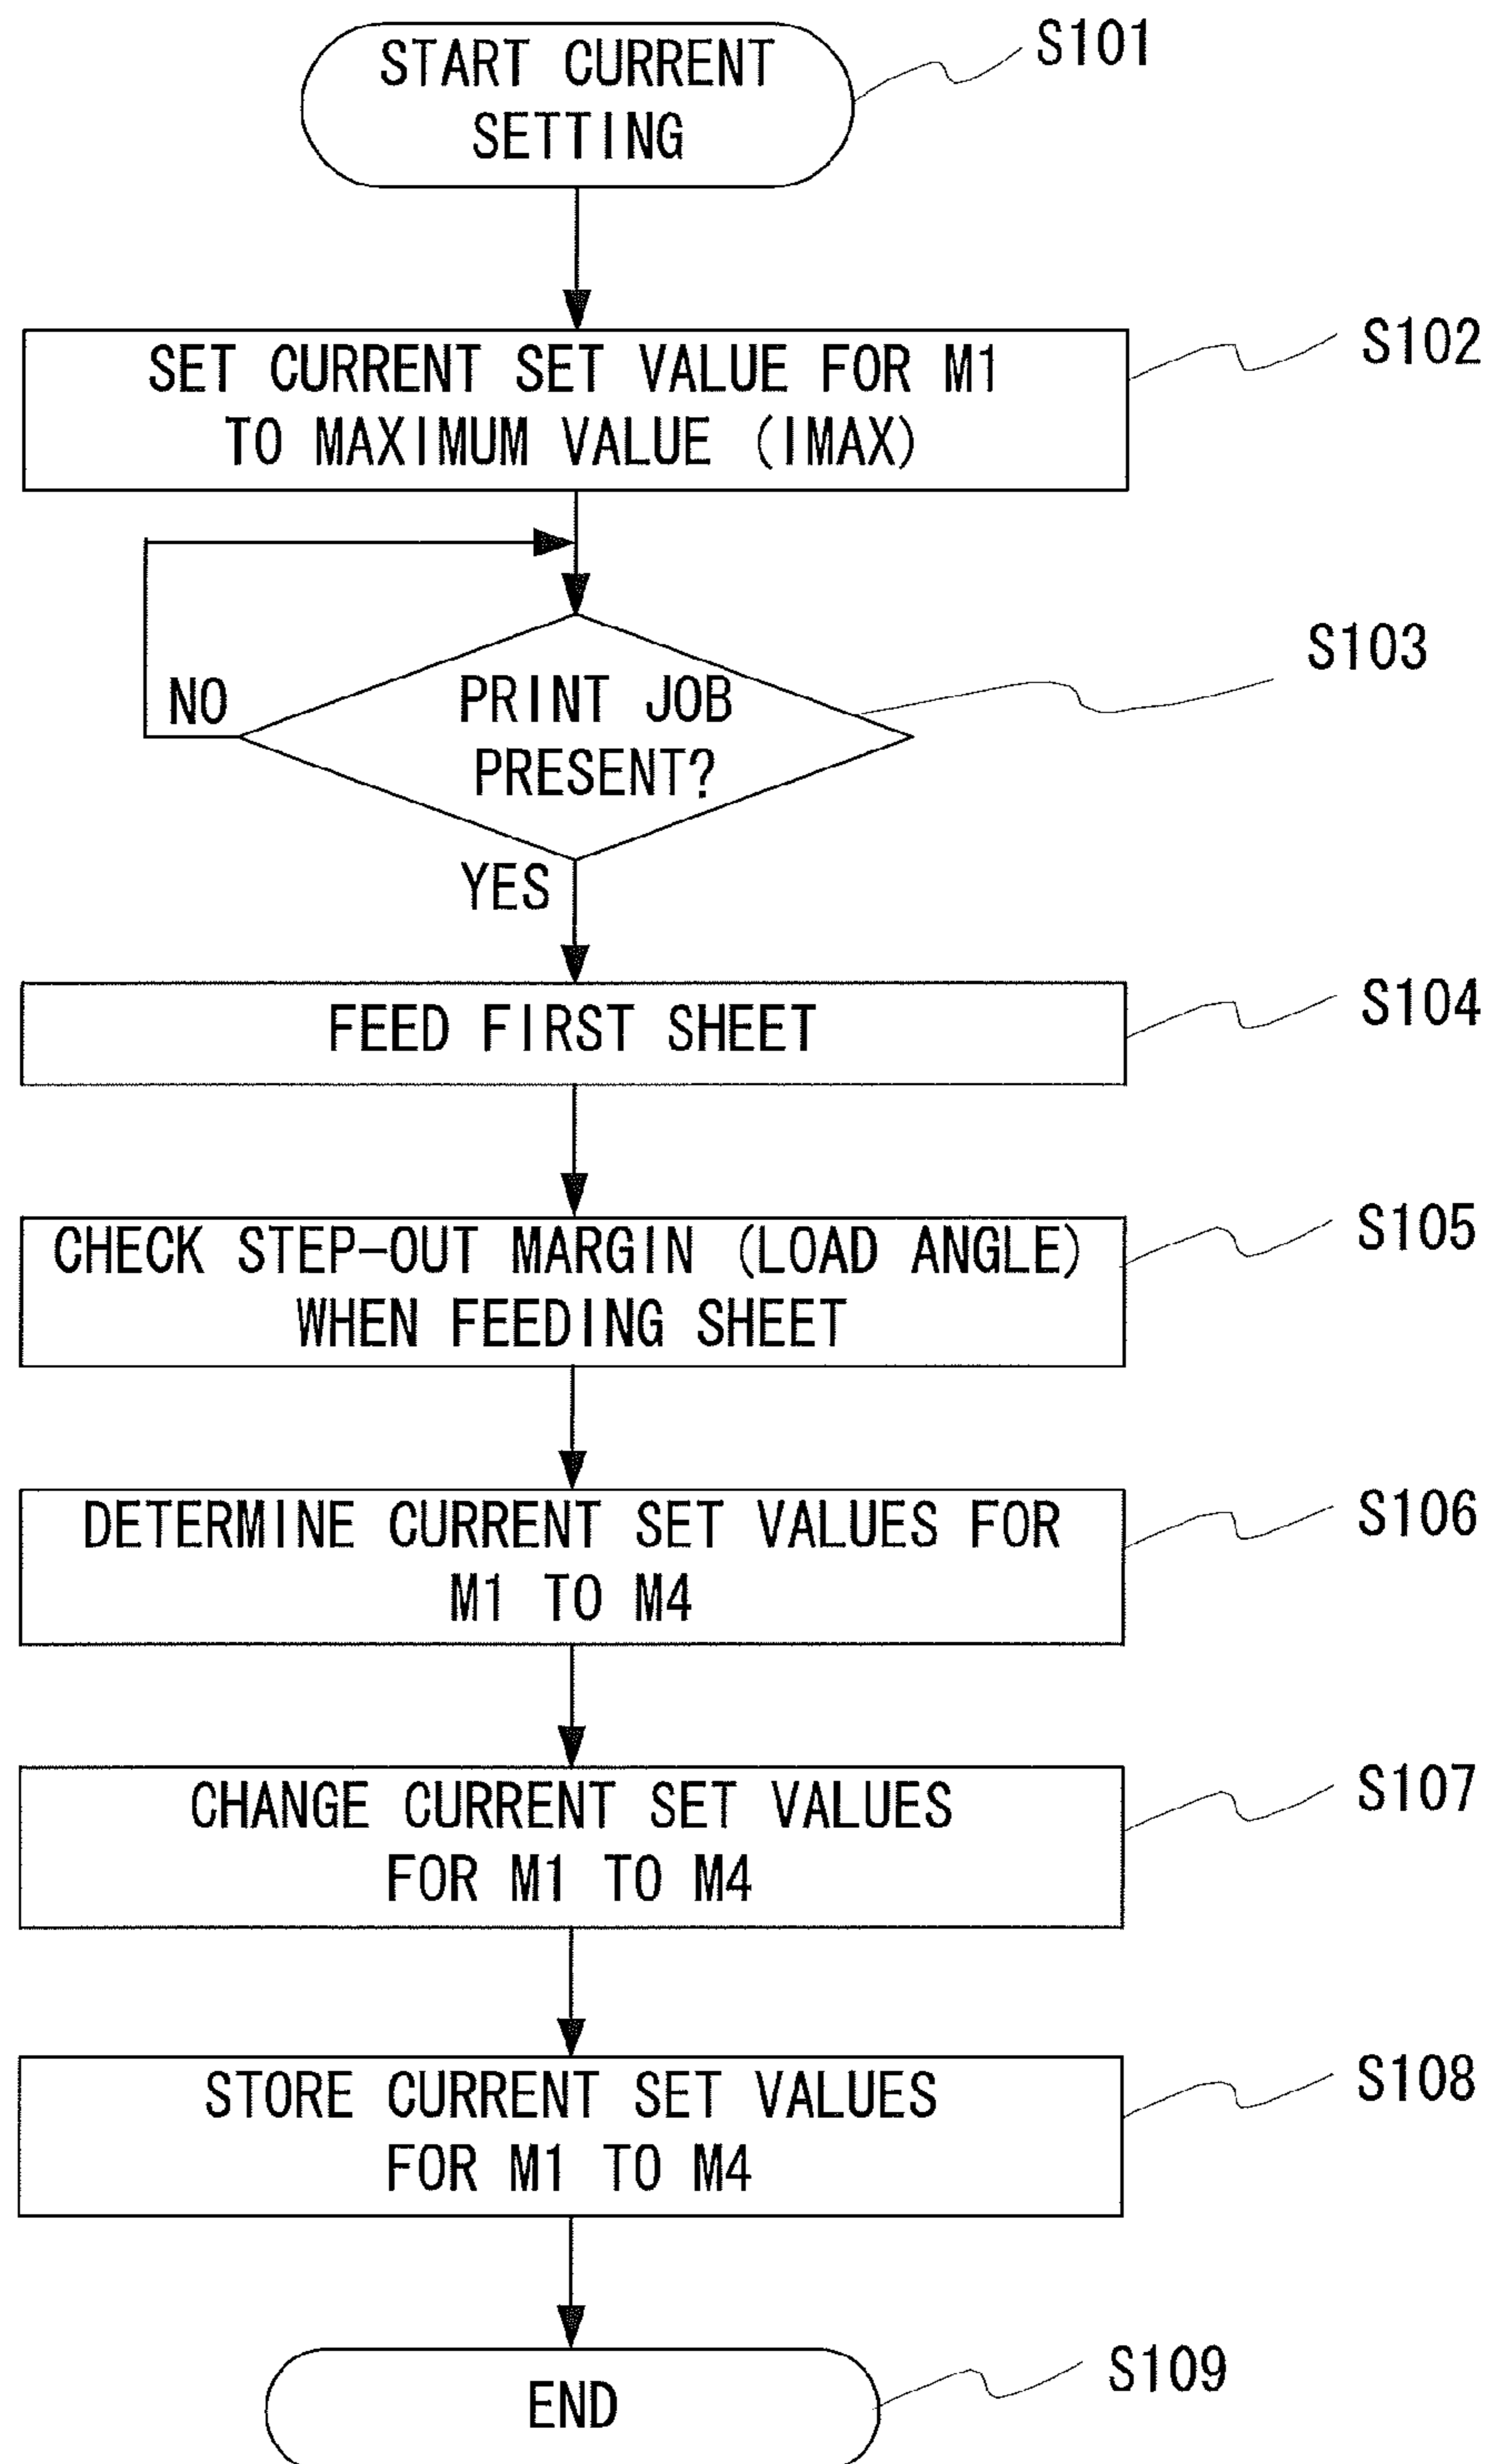 START CURRENT
SETTING
S101
SET CURRENT SET VALUE FOR M1
TO MAXIMUM VALUE (IMAX)
S102
PRINT JOB
PRESENT?
S103
NO
YES
FEED FIRST SHEET
S104
CHECK STEP-OUT MARGIN (LOAD ANGLE)
WHEN FEEDING SHEET
S105
DETERMINE CURRENT SET VALUES FOR
M1 TO M4
S106
CHANGE CURRENT SET VALUES
FOR M1 TO M4
S107
STORE CURRENT SET VALUES
FOR M1 TO M4
S108
END
S109